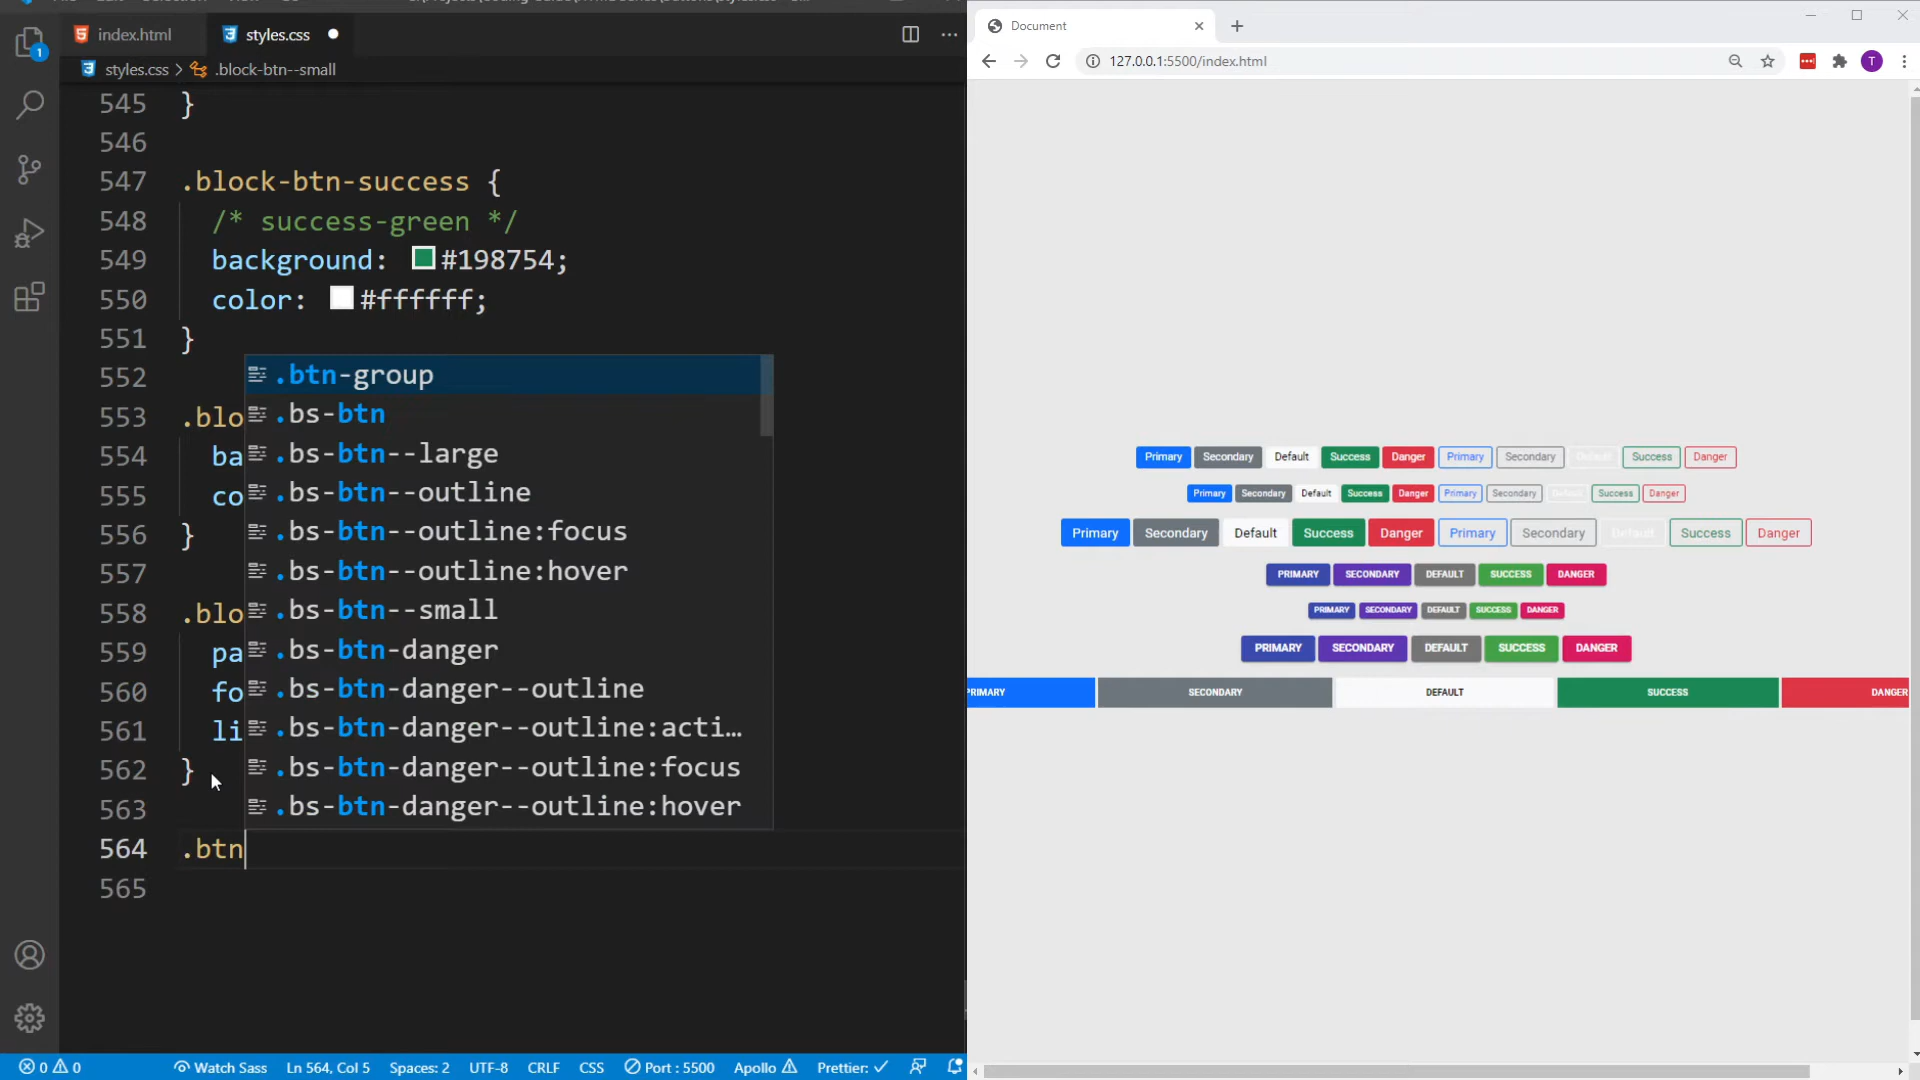 index.html
styles.css
styles.css > .block-btn--small
545 }
546
547 .block-btn-success {
548 /* success-green */
549 background: #198754;
550 color: #ffffff;
551 }
552
553 .blo
554 ba
555 co
556 }
557
558 .blo
559 pa
560 fo
561 li
562 }
563
564 .btn
565
.btn-group
.bs-btn
.bs-btn--large
.bs-btn--outline
.bs-btn--outline:focus
.bs-btn--outline:hover
.bs-btn--small
.bs-btn-danger
.bs-btn-danger--outline
.bs-btn-danger--outline:acti…
.bs-btn-danger--outline:focus
.bs-btn-danger--outline:hover
1
0 0 Watch Sass Ln 564, Col 5 Spaces: 2 UTF-8 CRLF CSS Port : 5500 Apollo Prettier:
Document
127.0.0.1:5500/index.html
T
Primary Secondary Default Success Danger Primary Secondary Default Success Danger
Primary Secondary Default Success Danger Primary Secondary Default Success Danger
Primary Secondary Default Success Danger Primary Secondary Default Success Danger
PRIMARY SECONDARY DEFAULT SUCCESS DANGER
PRIMARY SECONDARY DEFAULT SUCCESS DANGER
PRIMARY SECONDARY DEFAULT SUCCESS DANGER
PRIMARY SECONDARY DEFAULT SUCCESS DANGER